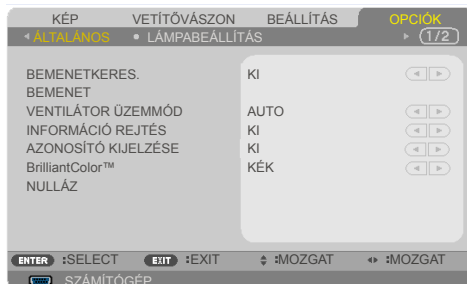 KÉP VETÍTŐVÁSZON BEÁLLÍTÁS OPCIÓK
ÁLTALÁNOS • LÁMPABEÁLLÍTÁS 1/2
BEMENETKERES. KI
BEMENET
VENTILÁTOR ÜZEMMÓD AUTO
INFORMÁCIÓ REJTÉS KI
AZONOSÍTÓ KIJELZÉSE KI
BrilliantColor™ KÉK
NULLÁZ
ENTER :SELECT EXIT :EXIT :MOZGAT :MOZGAT
SZÁMÍTÓGÉP